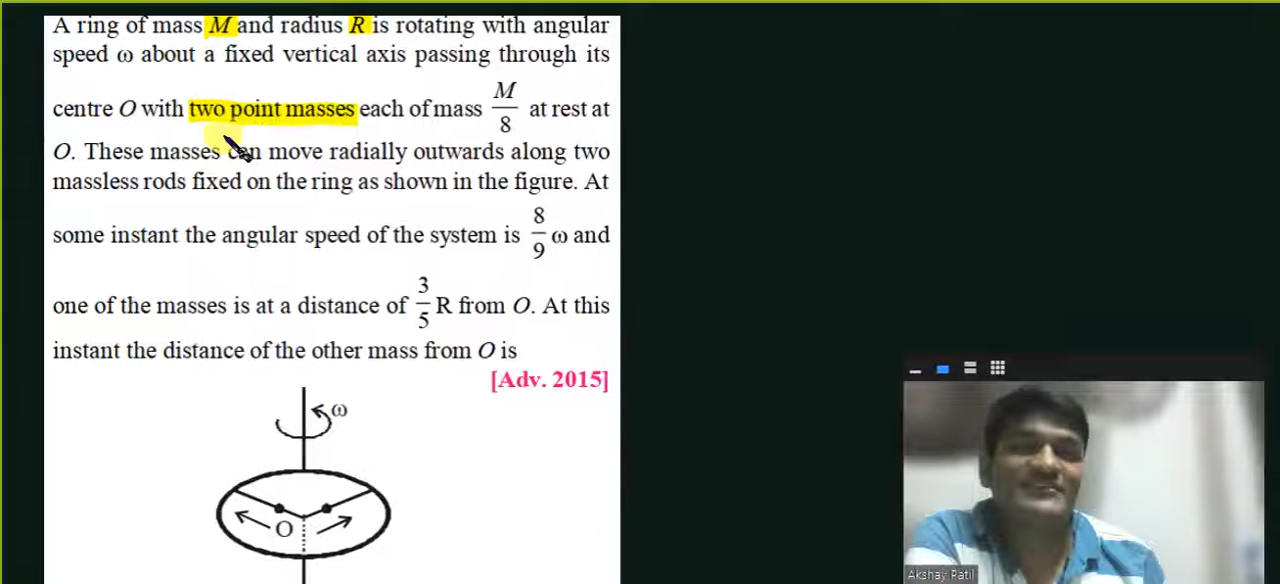 A ring of mass M and radius R is rotating with angular
speed ω about a fixed vertical axis passing through its
centre O with two point masses each of mass M/8 at rest at
O. These masses can move radially outwards along two
massless rods fixed on the ring as shown in the figure. At
some instant the angular speed of the system is 8/9 ω and
one of the masses is at a distance of 3/5 R from O. At this
instant the distance of the other mass from O is
[Adv. 2015]
ω
O
Akshay Patil